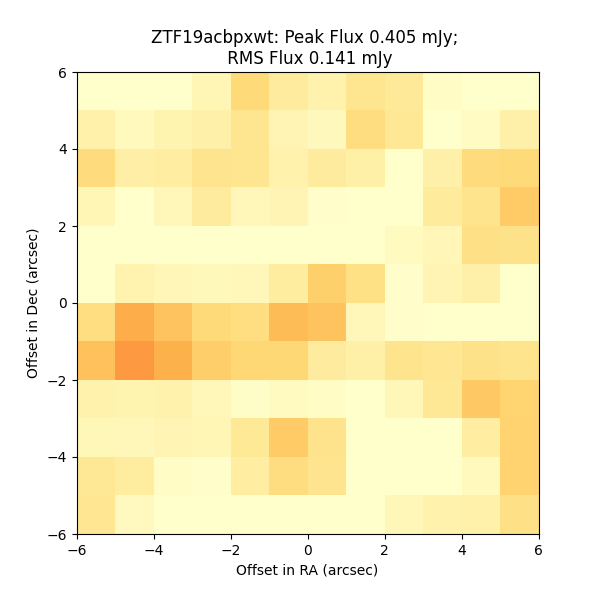 ZTF19acbpxwt: Peak Flux 0.405 mJy;
RMS Flux 0.141 mJy
6
4
2
0
−2
−4
−6
Offset in Dec (arcsec)
−6 −4 −2 0 2 4 6
Offset in RA (arcsec)